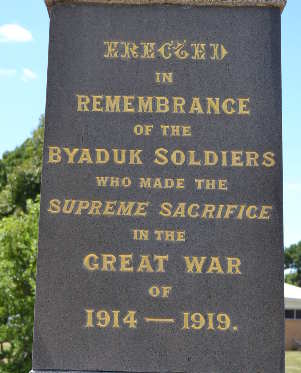 ERECTED
IN
REMEMBRANCE
OF THE
BYADUK SOLDIERS
WHO MADE THE
SUPREME SACRIFICE
IN THE
GREAT WAR
OF
1914 — 1919.